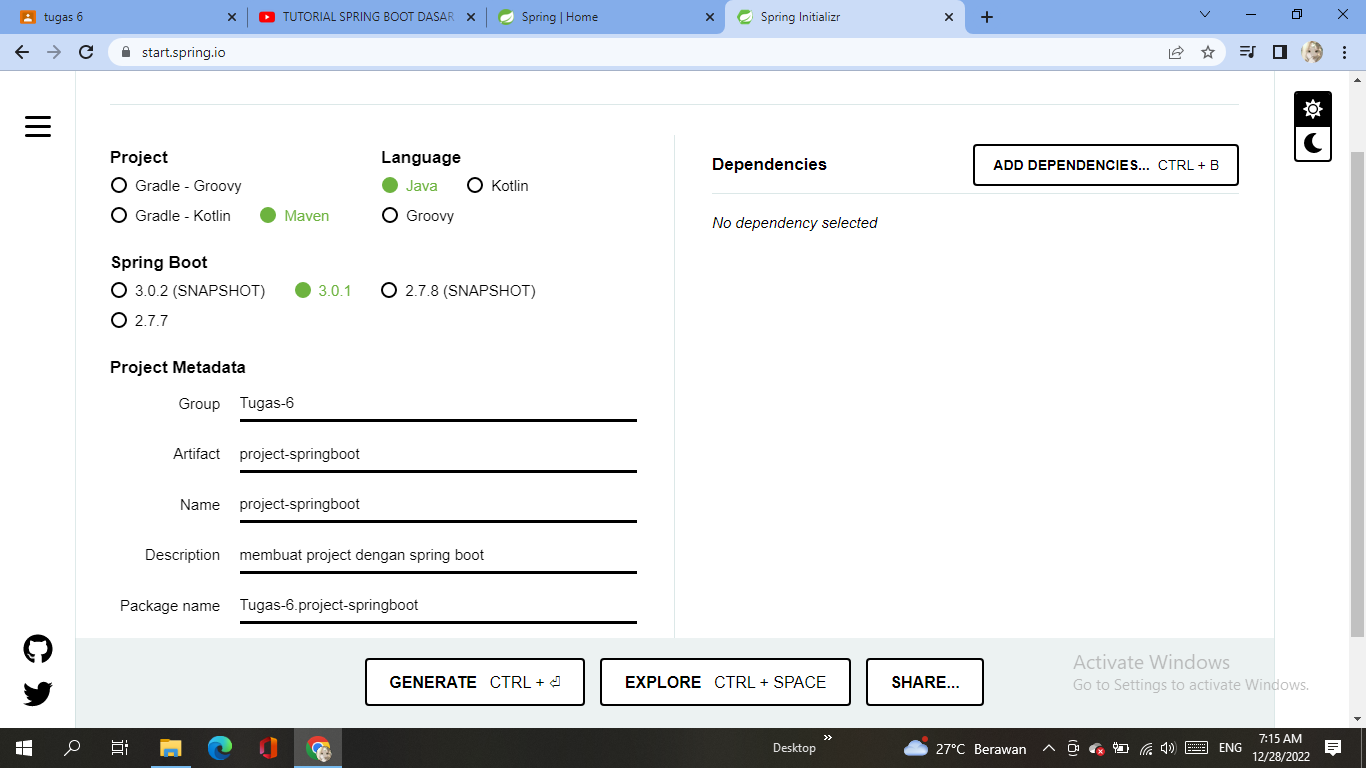 tugas 6
TUTORIAL SPRING BOOT DASAR
Spring | Home
Spring Initializr
start.spring.io
Project
Gradle - Groovy
Gradle - Kotlin Maven
Language
Java Kotlin
Groovy
Spring Boot
3.0.2 (SNAPSHOT) 3.0.1 2.7.8 (SNAPSHOT)
2.7.7
Project Metadata
Group Tugas-6
Artifact project-springboot
Name project-springboot
Description membuat project dengan spring boot
Package name Tugas-6.project-springboot
Dependencies
ADD DEPENDENCIES... CTRL + B
No dependency selected
GENERATE CTRL + ⏎
EXPLORE CTRL + SPACE
SHARE...
Activate Windows
Go to Settings to activate Windows.
Desktop
27°C Berawan
ENG
7:15 AM
12/28/2022